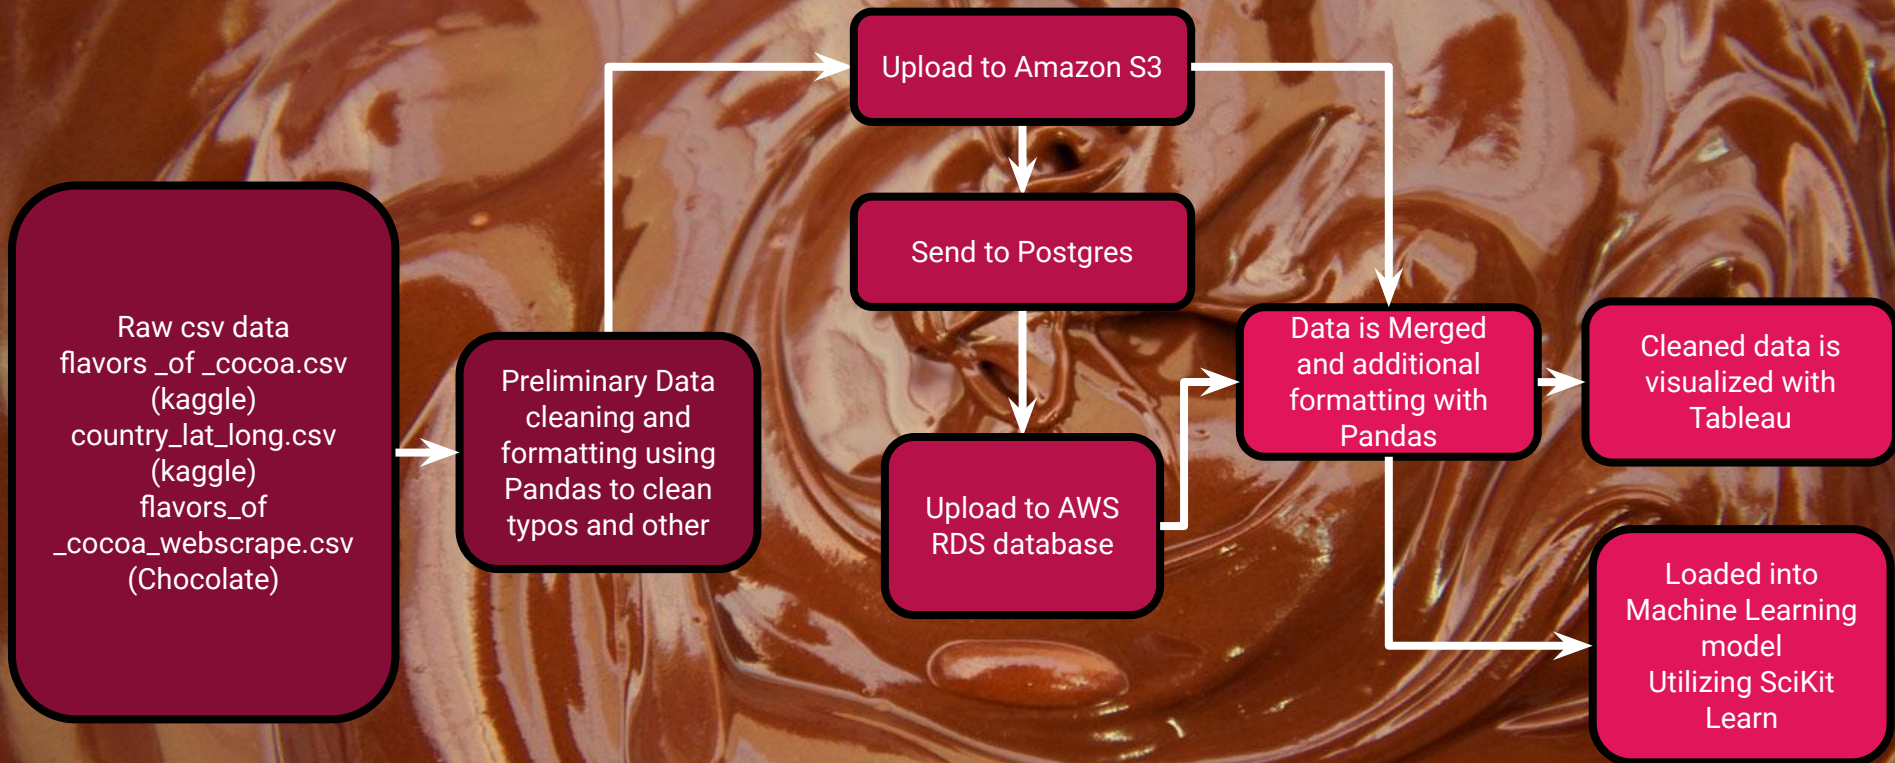 Raw csv data
flavors _of _cocoa.csv
(kaggle)
country_lat_long.csv
(kaggle)
flavors_of
_cocoa_webscrape.csv
(Chocolate)
Preliminary Data
cleaning and
formatting using
Pandas to clean
typos and other
Upload to Amazon S3
Send to Postgres
Upload to AWS
RDS database
Data is Merged
and additional
formatting with
Pandas
Cleaned data is
visualized with
Tableau
Loaded into
Machine Learning
model
Utilizing SciKit
Learn